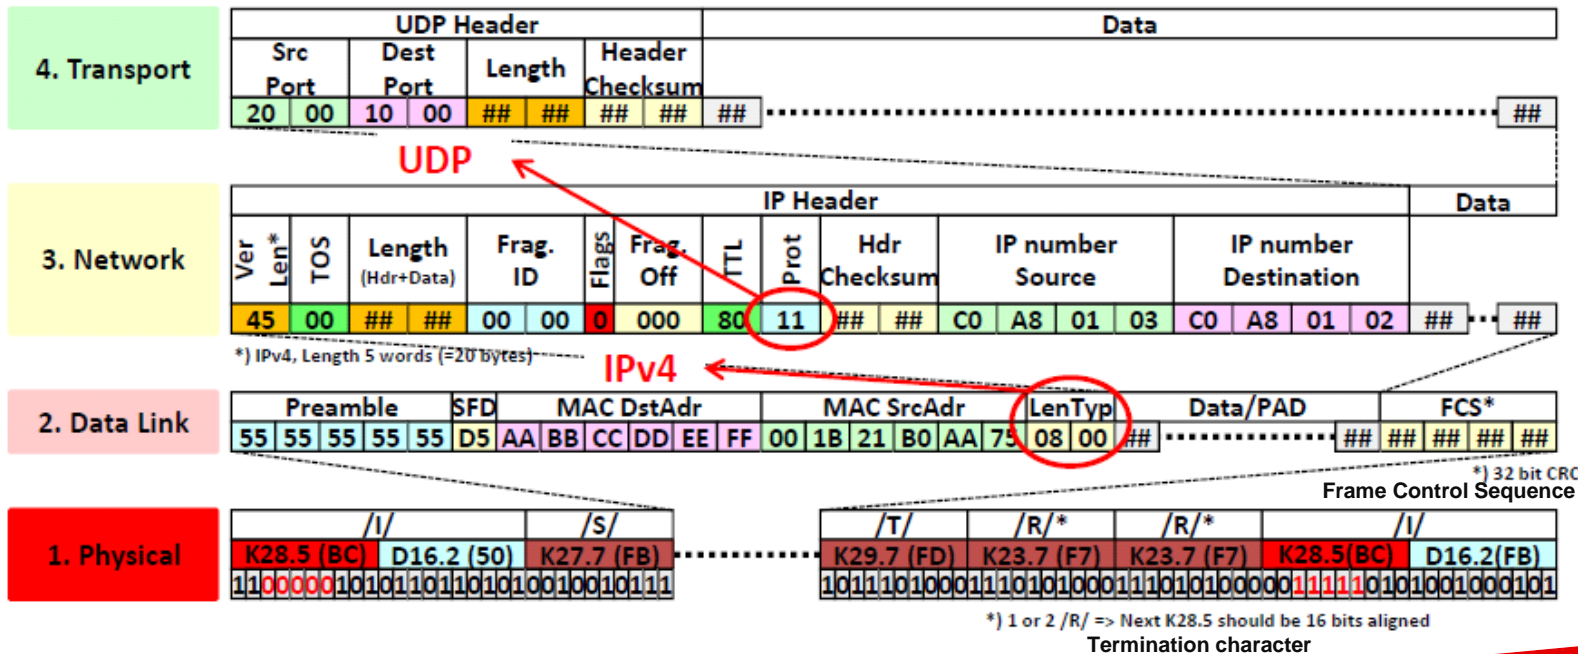 4. Transport
UDP Header Data
Src Port Dest Port Length Header Checksum
20 00 10 00 ## ## ## ## ## ##
UDP
3. Network
IP Header Data
Ver Len* TOS Length (Hdr+Data) Frag. ID Flags Frag. Off TTL Prot Hdr Checksum IP number Source IP number Destination
45 00 ## ## 00 00 0 000 80 11 ## ## C0 A8 01 03 C0 A8 01 02 ## ##
*) IPv4, Length 5 words (=20 bytes)
IPv4
2. Data Link
Preamble SFD MAC DstAdr MAC SrcAdr LenTyp Data/PAD FCS*
55 55 55 55 55 D5 AA BB CC DD EE FF 00 1B 21 B0 AA 75 08 00 ## ## ## ## ## ##
*) 32 bit CRC
Frame Control Sequence
1. Physical
/I/ /S/ /T/ /R/* /R/* /I/
K28.5 (BC) D16.2 (50) K27.7 (FB) K29.7 (FD) K23.7 (F7) K23.7 (F7) K28.5(BC) D16.2(FB)
110000010101101101010010010111 10111010001110101000111010100000111110101001000101
*) 1 or 2 /R/ => Next K28.5 should be 16 bits aligned
Termination character